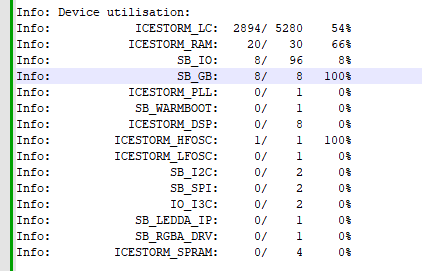 Info: Device utilisation:
Info: ICESTORM_LC: 2894/ 5280 54%
Info: ICESTORM_RAM: 20/ 30 66%
Info: SB_IO: 8/ 96 8%
Info: SB_GB: 8/ 8 100%
Info: ICESTORM_PLL: 0/ 1 0%
Info: SB_WARMBOOT: 0/ 1 0%
Info: ICESTORM_DSP: 0/ 8 0%
Info: ICESTORM_HFOSC: 1/ 1 100%
Info: ICESTORM_LFOSC: 0/ 1 0%
Info: SB_I2C: 0/ 2 0%
Info: SB_SPI: 0/ 2 0%
Info: IO_I3C: 0/ 2 0%
Info: SB_LEDDA_IP: 0/ 1 0%
Info: SB_RGBA_DRV: 0/ 1 0%
Info: ICESTORM_SPRAM: 0/ 4 0%